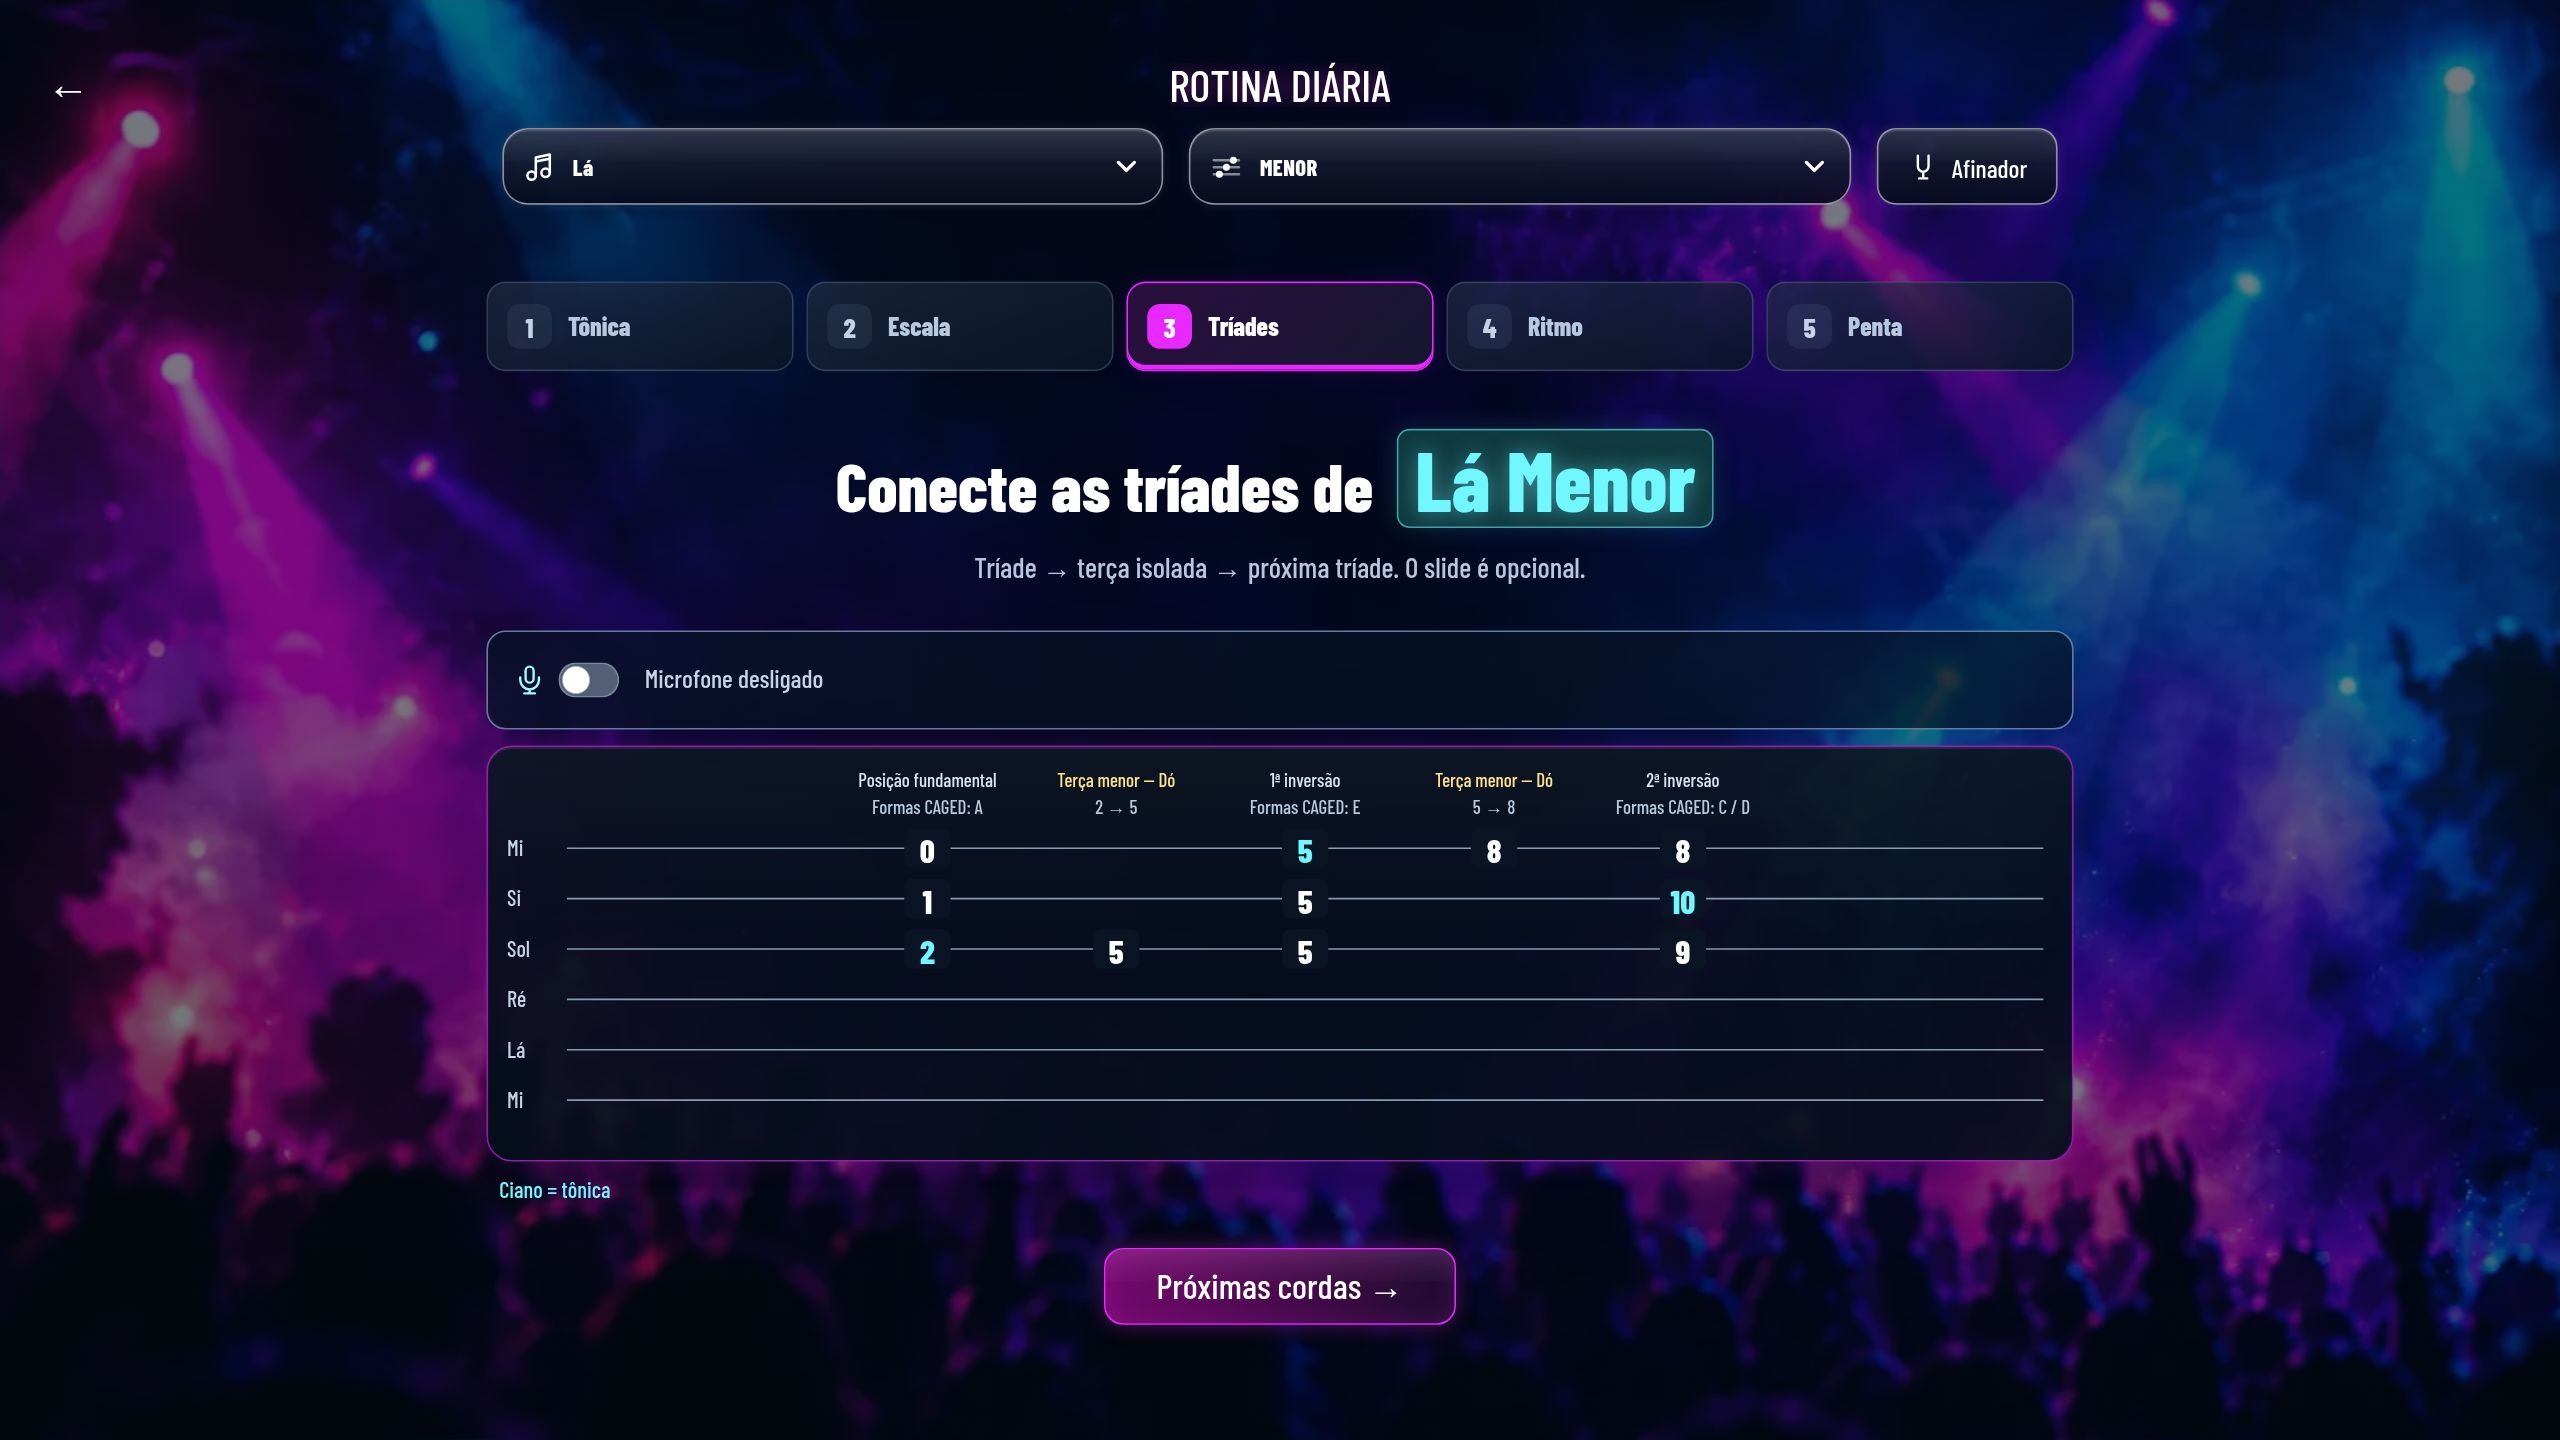 ←
ROTINA DIÁRIA
Lá
MENOR
Afinador
1 Tônica
2 Escala
3 Tríades
4 Ritmo
5 Penta
Conecte as tríades de Lá Menor
Tríade → terça isolada → próxima tríade. O slide é opcional.
Microfone desligado
Posição fundamental Terça menor – Dó 1ª inversão Terça menor – Dó 2ª inversão
Formas CAGED: A 2 → 5 Formas CAGED: E 5 → 8 Formas CAGED: C / D
Mi 0 5 8 8
Si 1 5 10
Sol 2 5 5 9
Ré
Lá
Mi
Ciano = tônica
Próximas cordas →